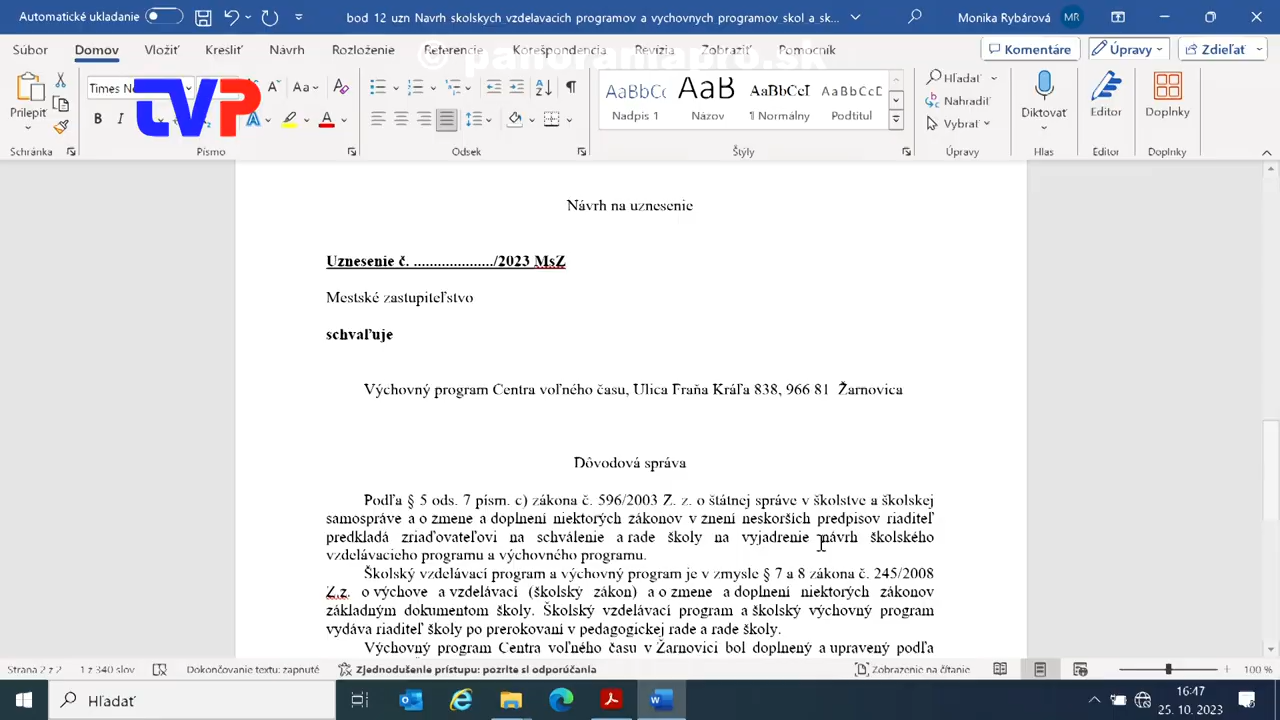 Automatické ukladanie
bod 12 uzn Navrh skolskych vzdelavacich programov a vychovnych programov skol a sk...
Monika Rybárová
MR
Súbor Domov Vložiť Kresliť Návrh Rozloženie Referencie Korešpondencia Revízia Zobraziť Pomocník
Komentáre Úpravy Zdieľať
© panoramapro.sk
TVP
Prilepiť
Times Ne
B I
Aa
AaBbCc AaB AaBbCcI AaBbCcD
Nadpis 1 Názov ¶ Normálny Podtitul
Hľadať
Nahradiť
Vybrať
Diktovať
Editor
Doplnky
Schránka Písmo Odsek Štýly Úpravy Hlas Editor Doplnky
Návrh na uznesenie
Uznesenie č. ..................../2023 MsZ
Mestské zastupiteľstvo
schvaľuje
Výchovný program Centra voľného času, Ulica Fraňa Kráľa 838, 966 81 Žarnovica
Dôvodová správa
Podľa § 5 ods. 7 písm. c) zákona č. 596/2003 Z. z. o štátnej správe v školstve a školskej
samospráve a o zmene a doplnení niektorých zákonov v znení neskorších predpisov riaditeľ
predkladá zriaďovateľovi na schválenie a rade školy na vyjadrenie návrh školského
vzdelávacieho programu a výchovného programu.
Školský vzdelávací program a výchovný program je v zmysle § 7 a 8 zákona č. 245/2008
Z.z. o výchove a vzdelávací (školský zákon) a o zmene a doplnení niektorých zákonov
základným dokumentom školy. Školský vzdelávací program a školský výchovný program
vydáva riaditeľ školy po prerokovaní v pedagogickej rade a rade školy.
Výchovný program Centra voľného času v Žarnovici bol doplnený a upravený podľa
Strana 2 z 2 1 z 340 slov Dokončovanie textu: zapnuté Zjednodušenie prístupu: pozrite si odporúčania Zobrazenie na čítanie 100 %
Hľadať
16:47
25. 10. 2023